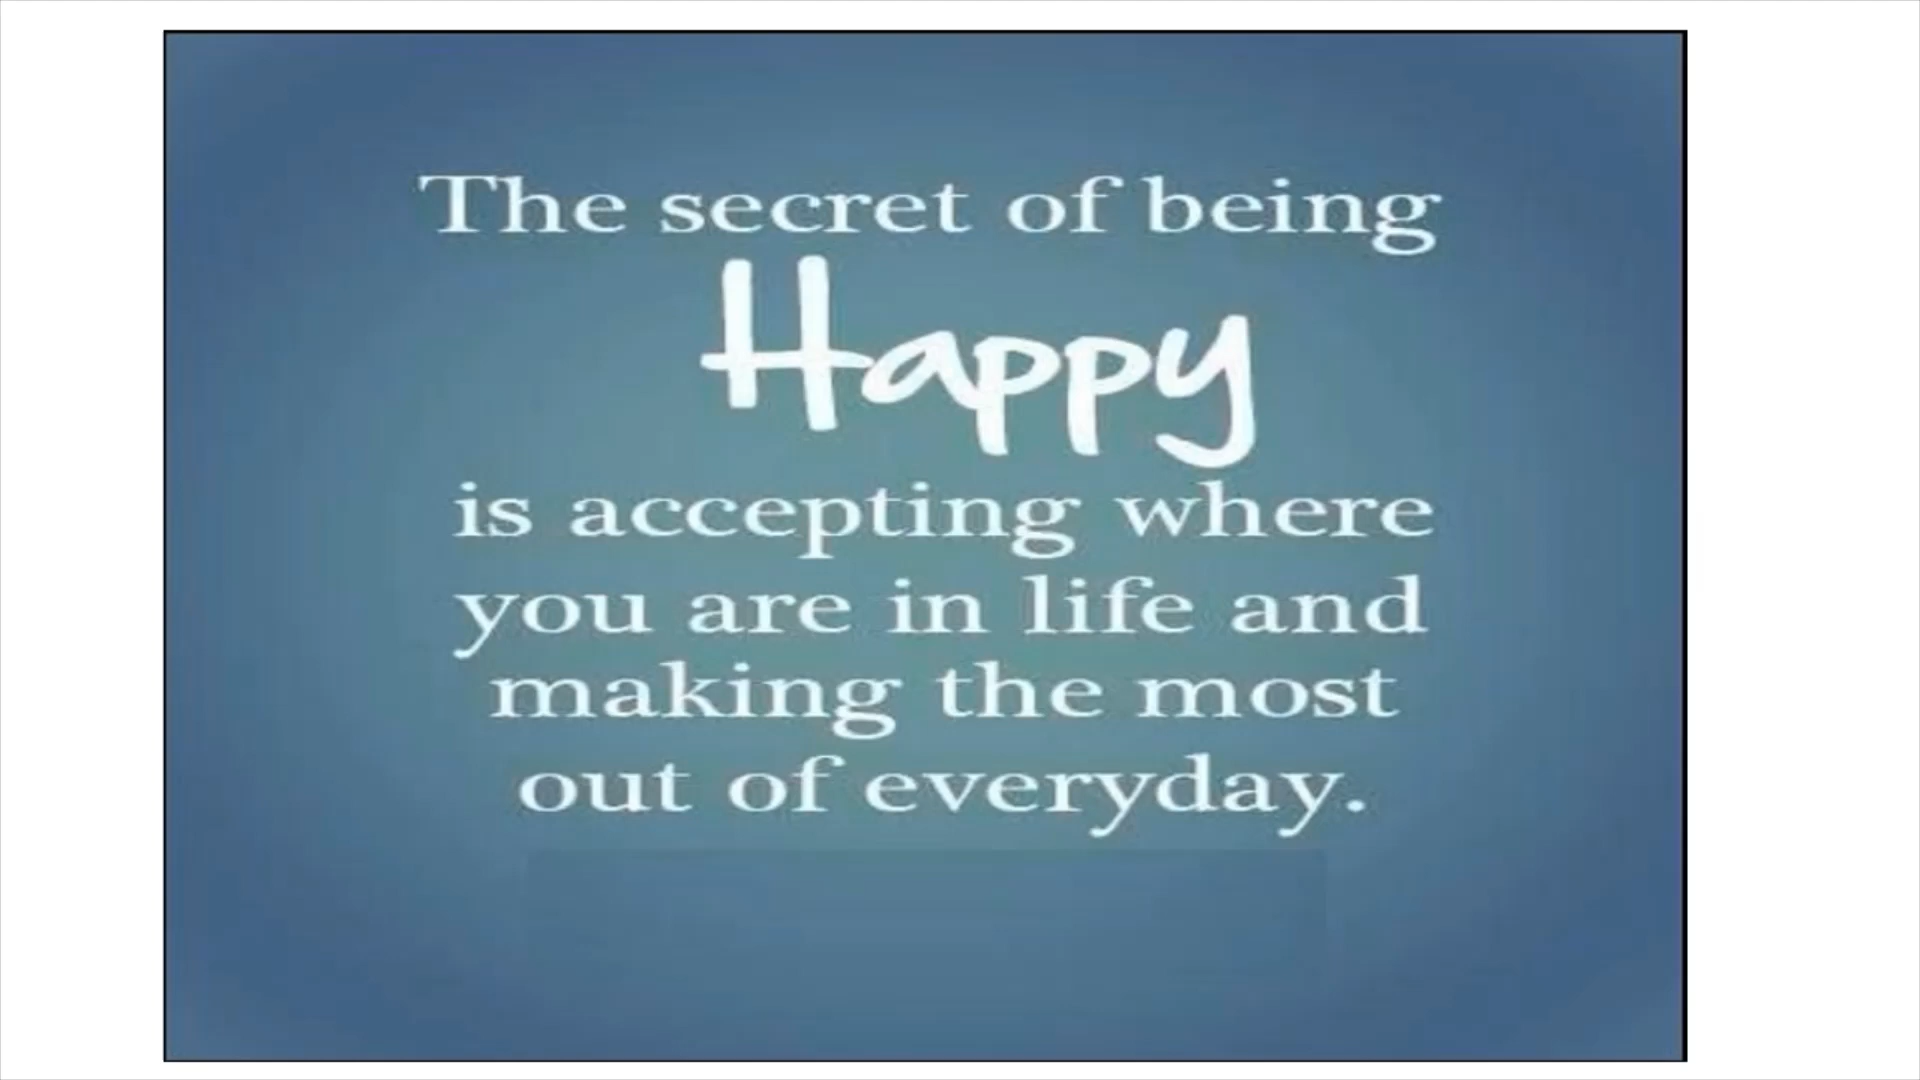 The secret of being
Happy
is accepting where
you are in life and
making the most
out of everyday.